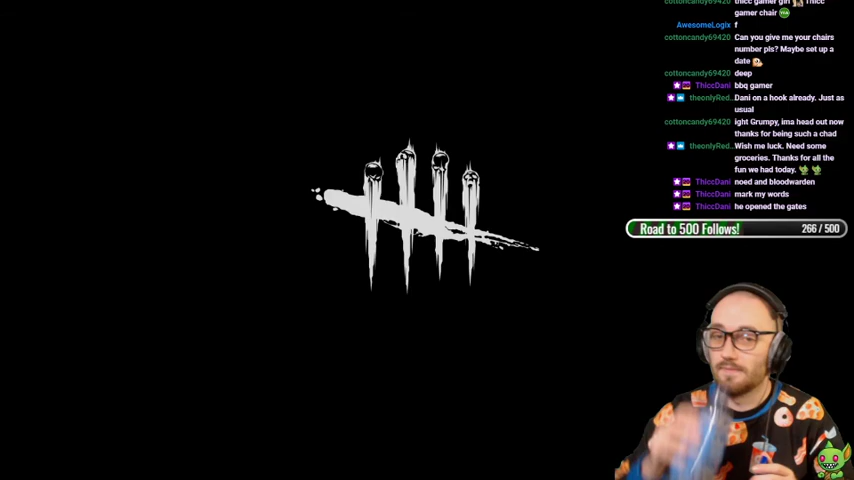 cottoncandy69420 thicc gamer girl Thicc
gamer chair
AwesomeLogix f
cottoncandy69420 Can you give me your chairs
number pls? Maybe set up a
date
cottoncandy69420 deep
ThiccDani bbq gamer
theonlyRed.. Dani on a hook already. Just as
usual
cottoncandy69420 ight Grumpy, ima head out now
thanks for being such a chad
theonlyRed.. Wish me luck. Need some
groceries. Thanks for all the
fun we had today.
ThiccDani noed and bloodwarden
ThiccDani mark my words
ThiccDani he opened the gates
Road to 500 Follows! 266 / 500